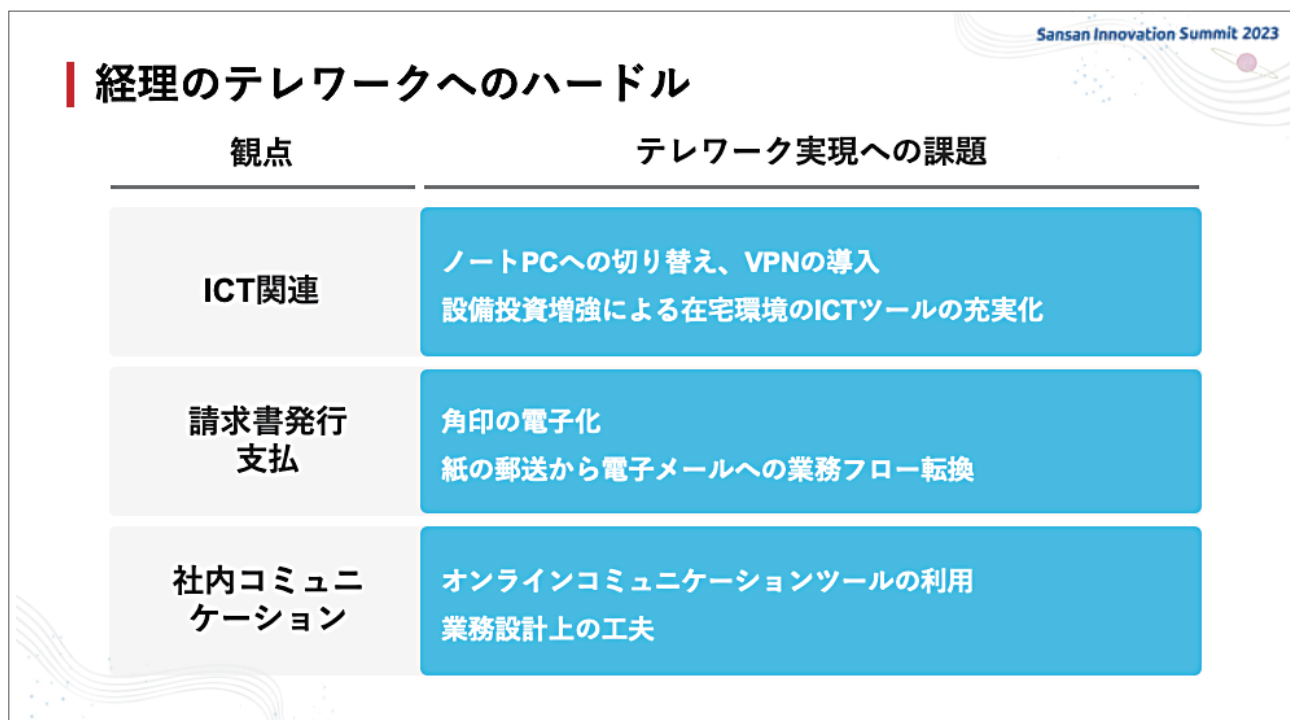 Sansan Innovation Summit 2023
経理のテレワークへのハードル
観点
テレワーク実現への課題
ICT関連
ノートPCへの切り替え、VPNの導入
設備投資増強による在宅環境のICTツールの充実化
請求書発行
支払
角印の電子化
紙の郵送から電子メールへの業務フロー転換
社内コミュニ
ケーション
オンラインコミュニケーションツールの利用
業務設計上の工夫